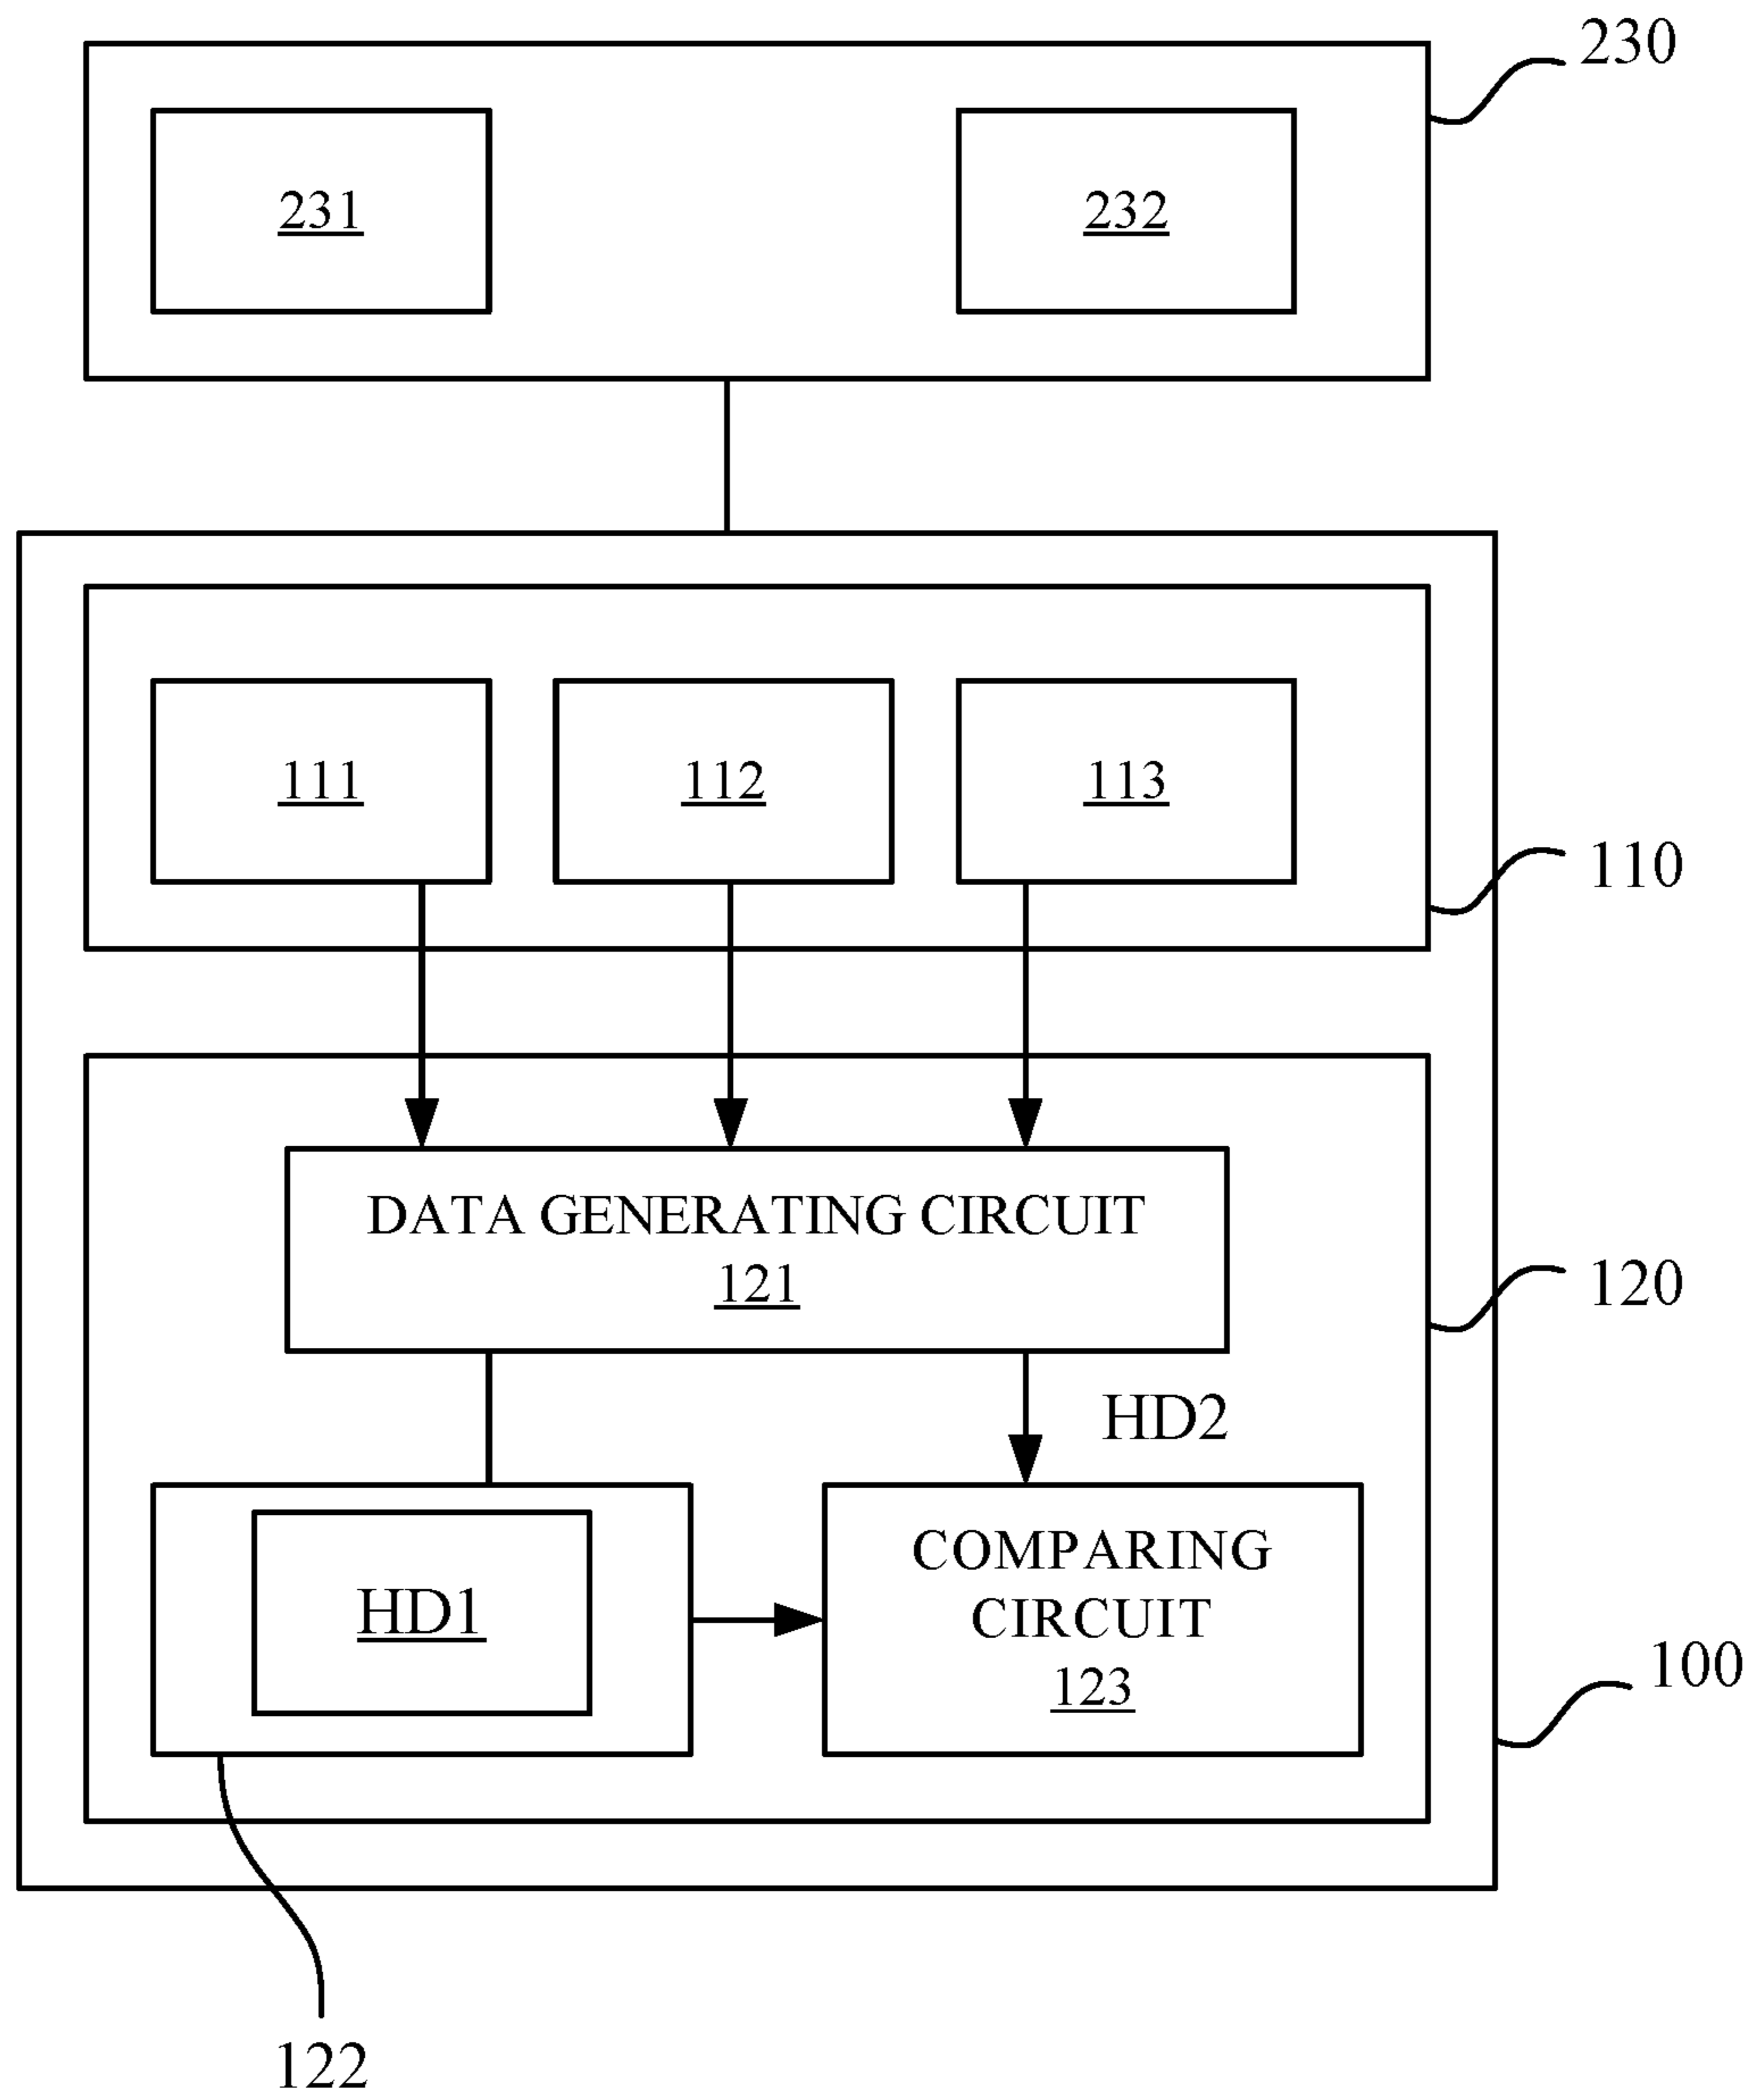 230
231
232
111
112
113
110
DATA GENERATING CIRCUIT
121
120
HD2
HD1
COMPARING
CIRCUIT
123
100
122